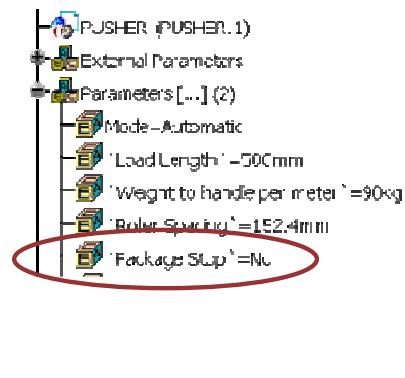 PUSHER (PUSHER.1)
External Parameters
Parameters [...] (2)
Mode=Automatic
`Load Length`=500mm
`Weight to handle per meter`=90kg
`Roller Spacing`=152.4mm
`Package Stop`=No